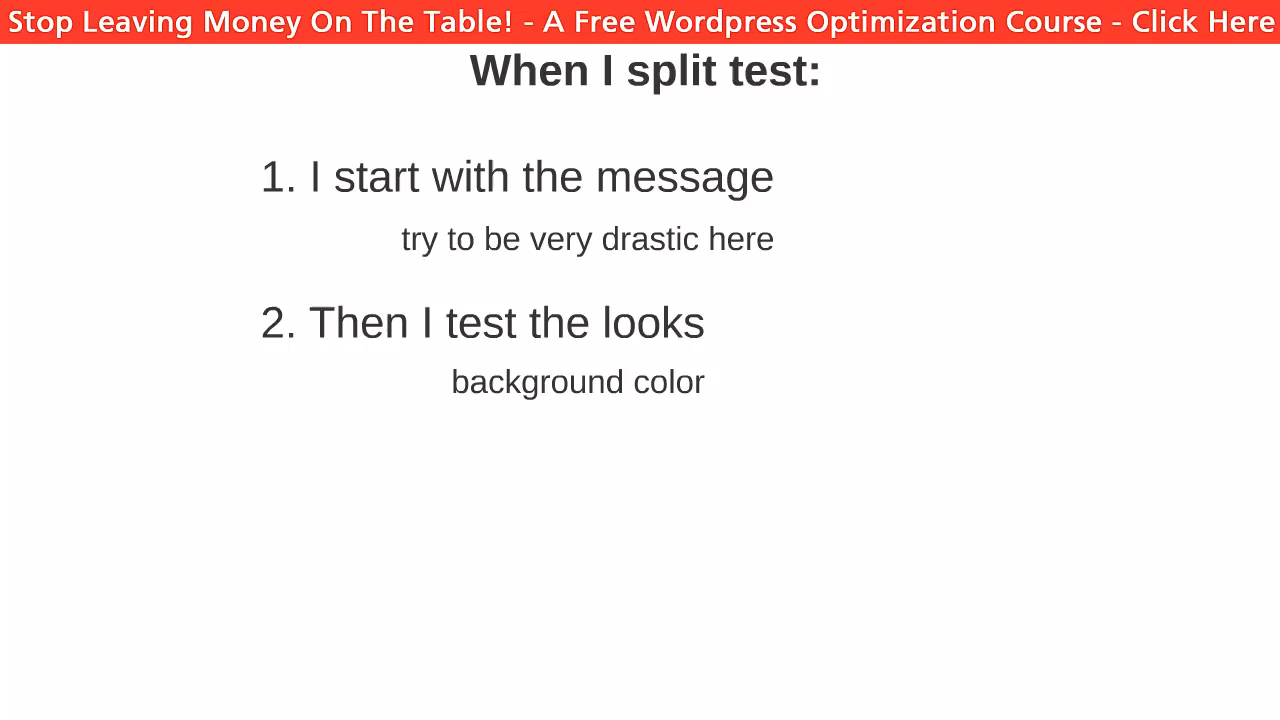 Stop Leaving Money On The Table! - A Free Wordpress Optimization Course - Click Here
When I split test:
1. I start with the message
try to be very drastic here
2. Then I test the looks
background color